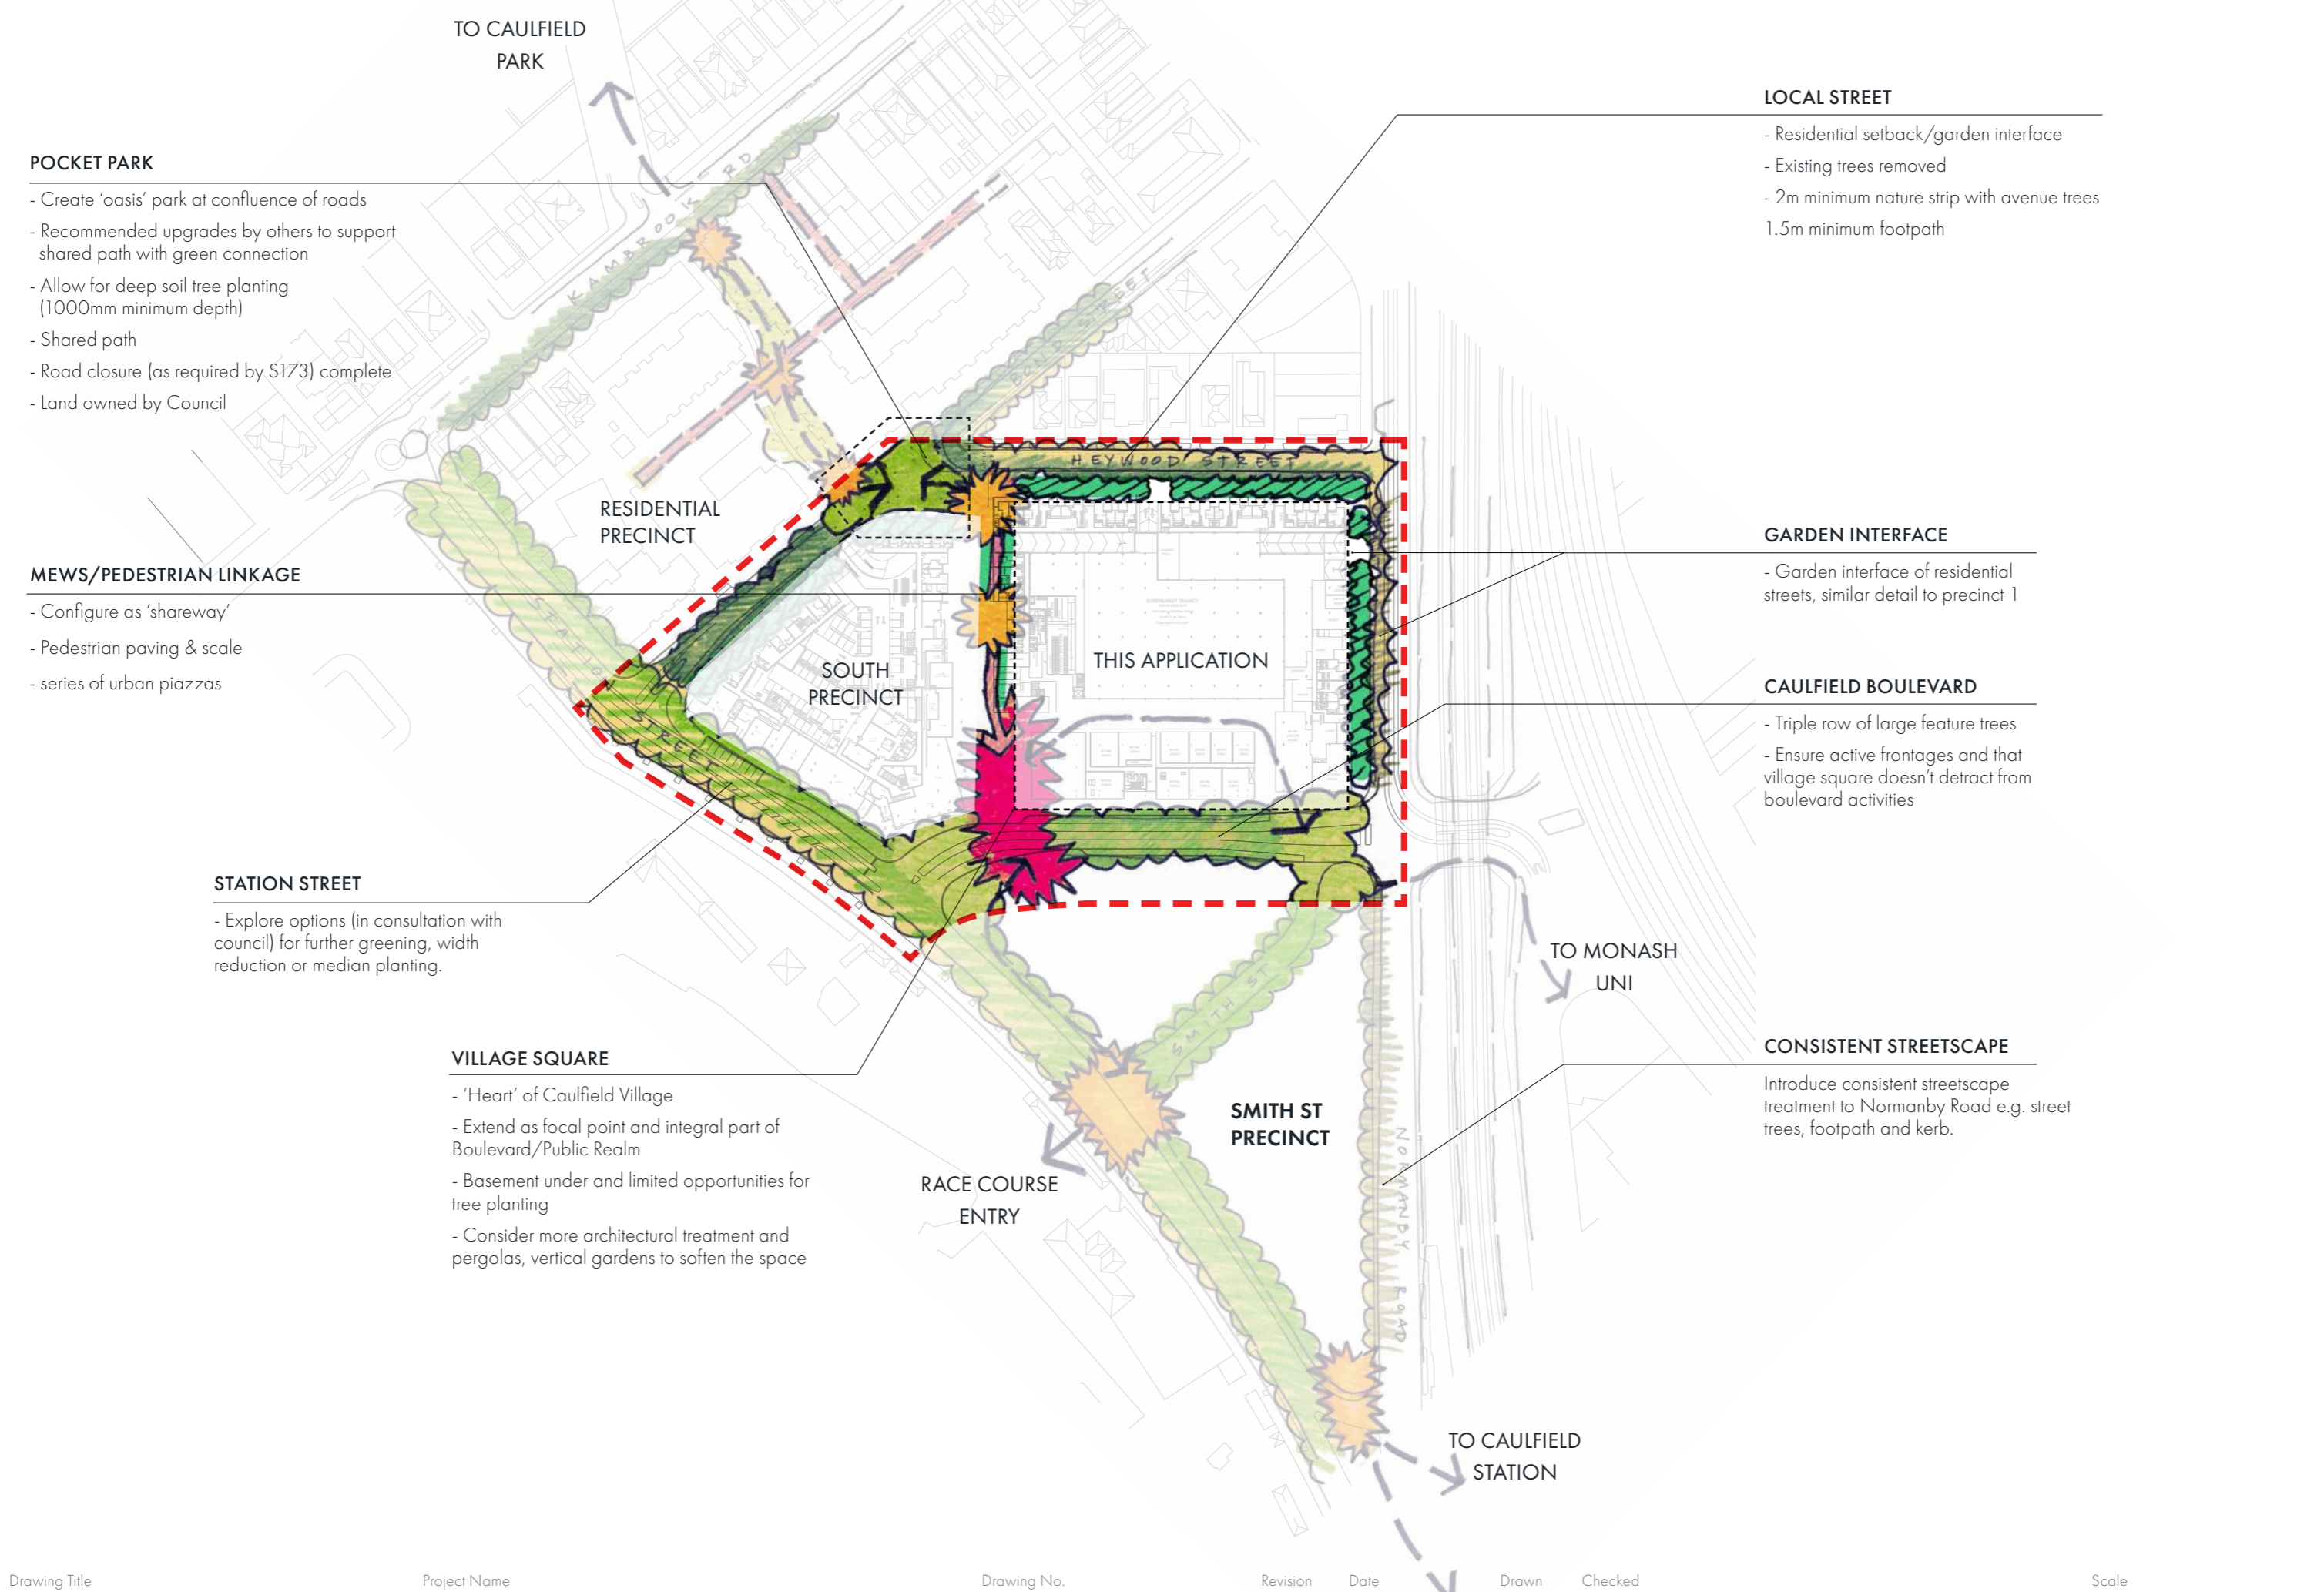 TO CAULFIELD
PARK
POCKET PARK
- Create ‘oasis’ park at confluence of roads
- Recommended upgrades by others to support
shared path with green connection
- Allow for deep soil tree planting
(1000mm minimum depth)
- Shared path
- Road closure (as required by S173) complete
- Land owned by Council
LOCAL STREET
- Residential setback/garden interface
- Existing trees removed
- 2m minimum nature strip with avenue trees
1.5m minimum footpath
KAMBROOK RD
BOND STREET
HEYWOOD STREET
RESIDENTIAL
PRECINCT
MEWS/PEDESTRIAN LINKAGE
- Configure as ‘shareway’
- Pedestrian paving & scale
- series of urban piazzas
GARDEN INTERFACE
- Garden interface of residential
streets, similar detail to precinct 1
STATION
STREET
SOUTH
PRECINCT
THIS APPLICATION
CAULFIELD BOULEVARD
- Triple row of large feature trees
- Ensure active frontages and that
village square doesn’t detract from
boulevard activities
STATION STREET
- Explore options (in consultation with
council) for further greening, width
reduction or median planting.
TO MONASH
UNI
SMITH ST
VILLAGE SQUARE
- ‘Heart’ of Caulfield Village
- Extend as focal point and integral part of
Boulevard/Public Realm
- Basement under and limited opportunities for
tree planting
- Consider more architectural treatment and
pergolas, vertical gardens to soften the space
CONSISTENT STREETSCAPE
Introduce consistent streetscape
treatment to Normanby Road e.g. street
trees, footpath and kerb.
SMITH ST
PRECINCT
RACE COURSE
ENTRY
NORMANDY ROAD
TO CAULFIELD
STATION
Drawing Title
Project Name
Drawing No.
Revision
Date
Drawn
Checked
Scale